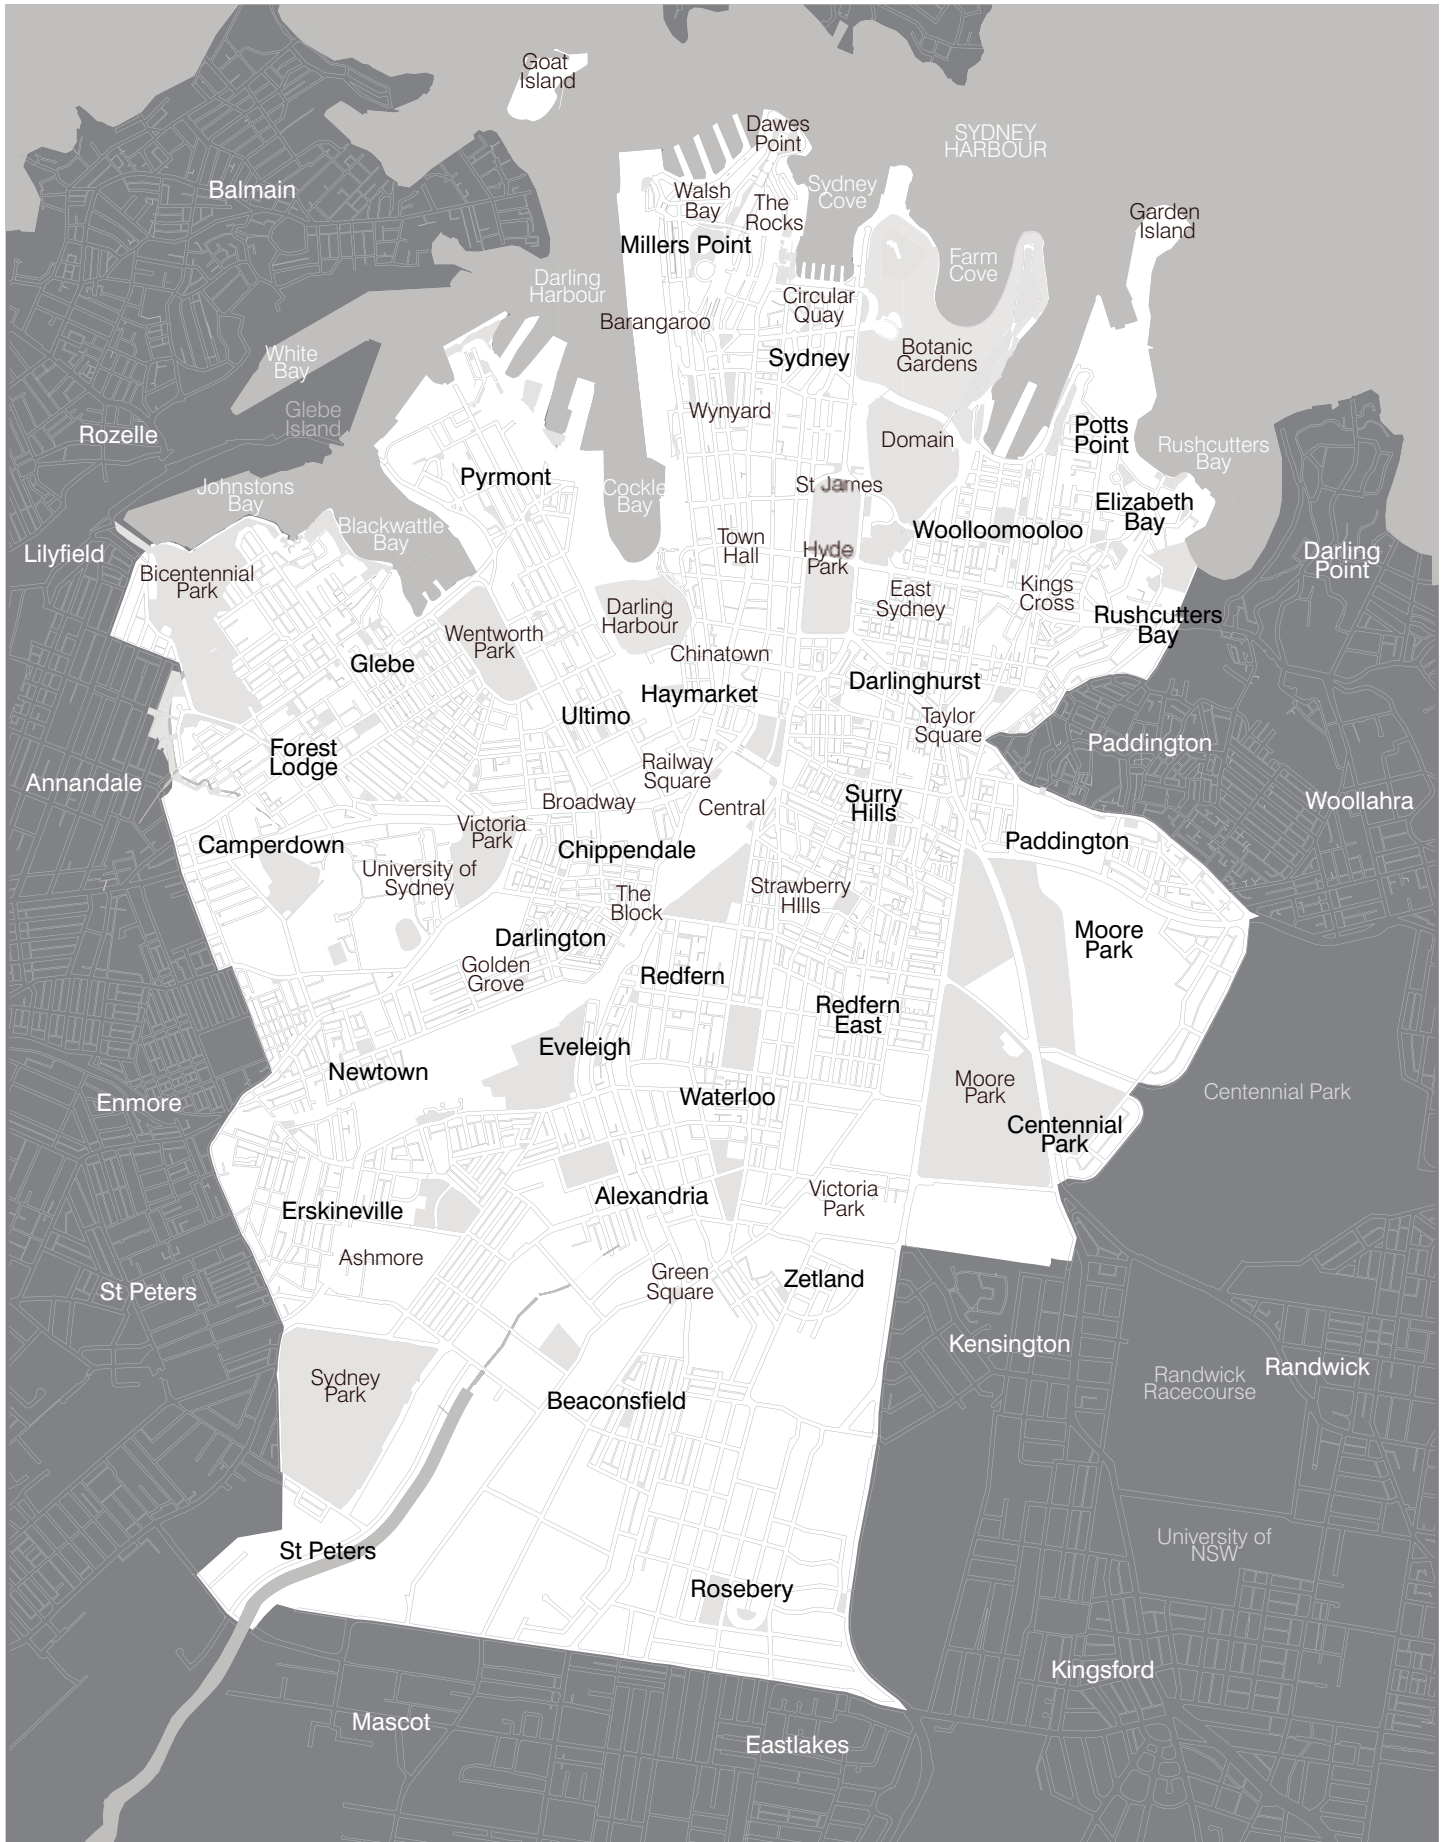 Goat
Island
Dawes
Point
SYDNEY
HARBOUR
Balmain
Walsh
Bay
The
Rocks
Sydney
Cove
Garden
Island
Millers Point
Farm
Cove
Darling
Harbour
Circular
Quay
Barangaroo
Sydney
Botanic
Gardens
White
Bay
Glebe
Island
Wynyard
Rozelle
Domain
Potts
Point
Rushcutters
Bay
Pyrmont
St James
Johnstons
Bay
Cockle
Bay
Elizabeth
Bay
Blackwattle
Bay
Woolloomooloo
Lilyfield
Town
Hall
Hyde
Park
Darling
Point
Bicentennial
Park
East
Sydney
Kings
Cross
Darling
Harbour
Rushcutters
Bay
Wentworth
Park
Glebe
Chinatown
Darlinghurst
Haymarket
Ultimo
Taylor
Square
Paddington
Forest
Lodge
Railway
Square
Annandale
Broadway
Central
Surry
Hills
Woollahra
Victoria
Park
Camperdown
Chippendale
Paddington
University of
Sydney
The
Block
Strawberry
HIlls
Darlington
Moore
Park
Golden
Grove
Redfern
Redfern
East
Eveleigh
Newtown
Moore
Park
Waterloo
Enmore
Centennial Park
Centennial
Park
Alexandria
Victoria
Park
Erskineville
Ashmore
Green
Square
Zetland
St Peters
Kensington
Sydney
Park
Randwick
Racecourse
Randwick
Beaconsfield
St Peters
University of
NSW
Rosebery
Kingsford
Mascot
Eastlakes